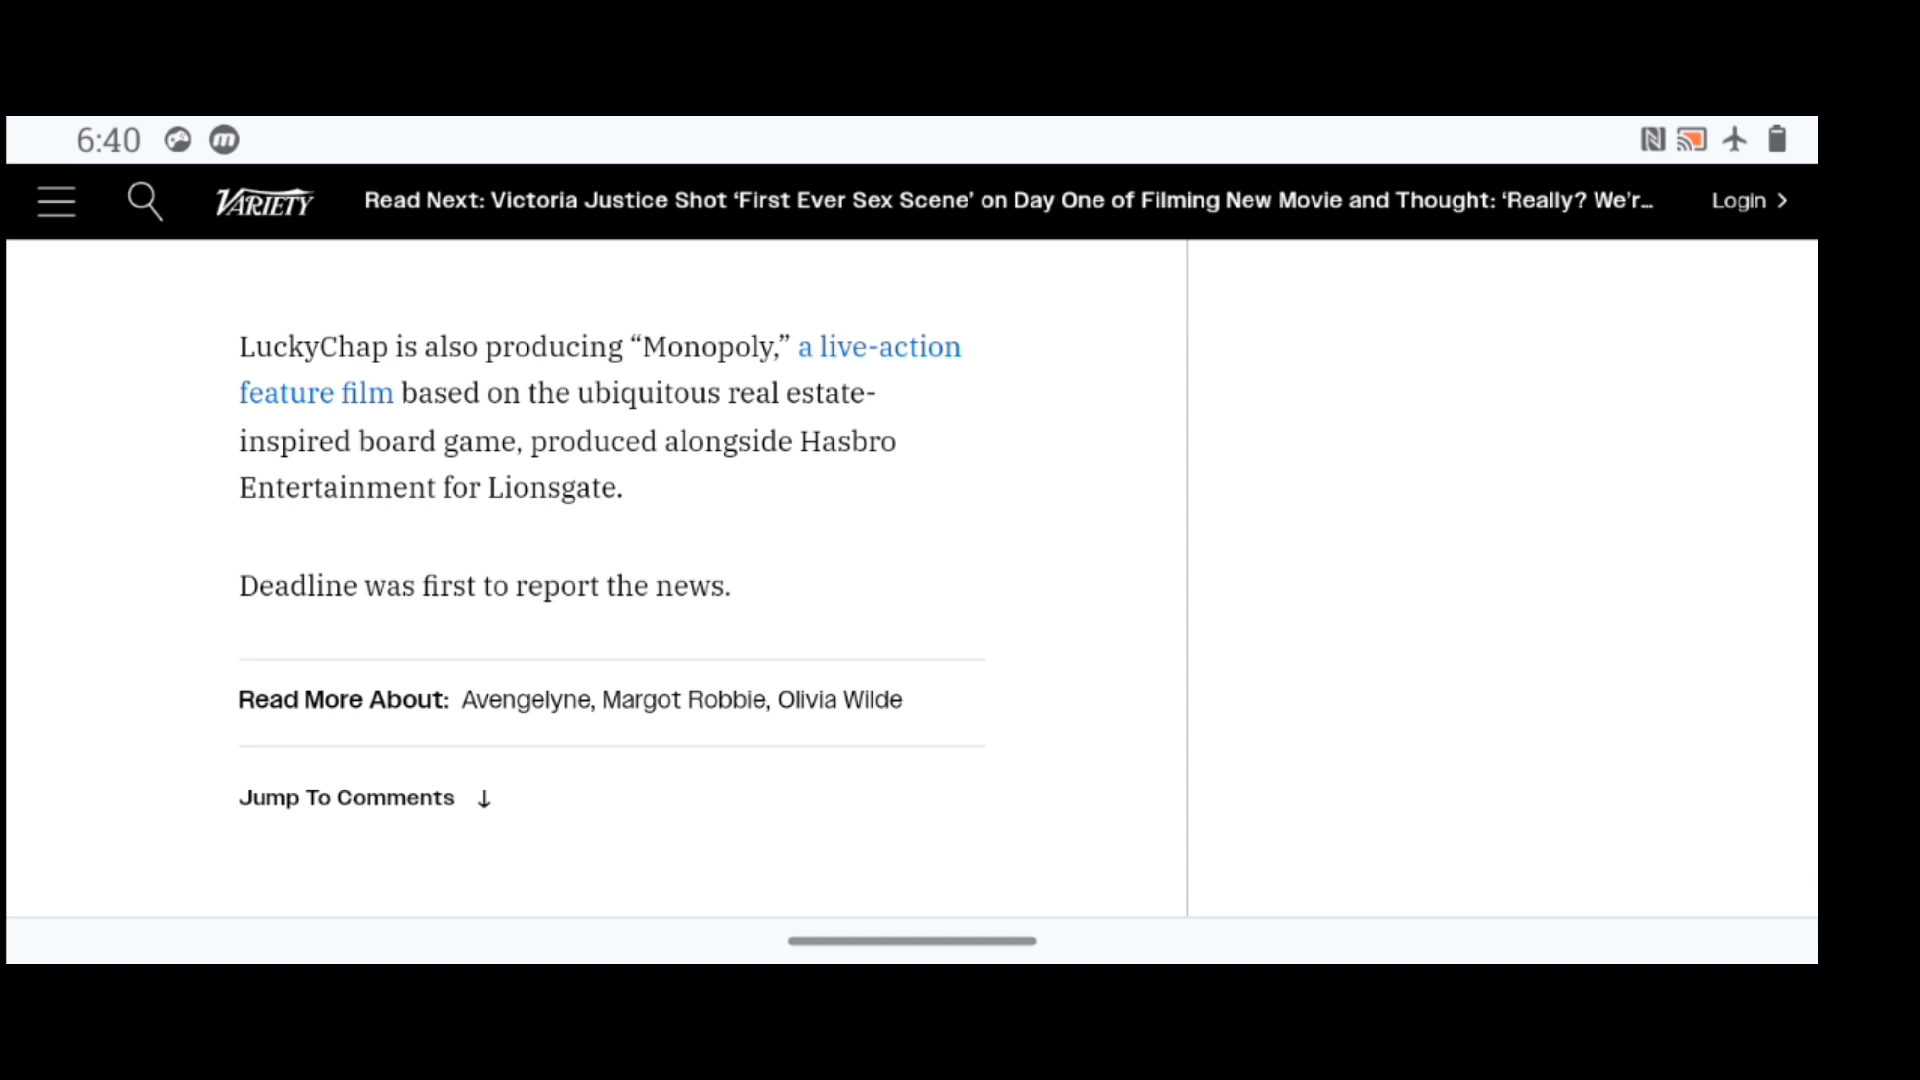 6:40
VARIETY
Read Next: Victoria Justice Shot ‘First Ever Sex Scene’ on Day One of Filming New Movie and Thought: ‘Really? We’r...
Login
LuckyChap is also producing “Monopoly,” a live-action
feature film based on the ubiquitous real estate-
inspired board game, produced alongside Hasbro
Entertainment for Lionsgate.
Deadline was first to report the news.
Read More About: Avengelyne, Margot Robbie, Olivia Wilde
Jump To Comments ↓